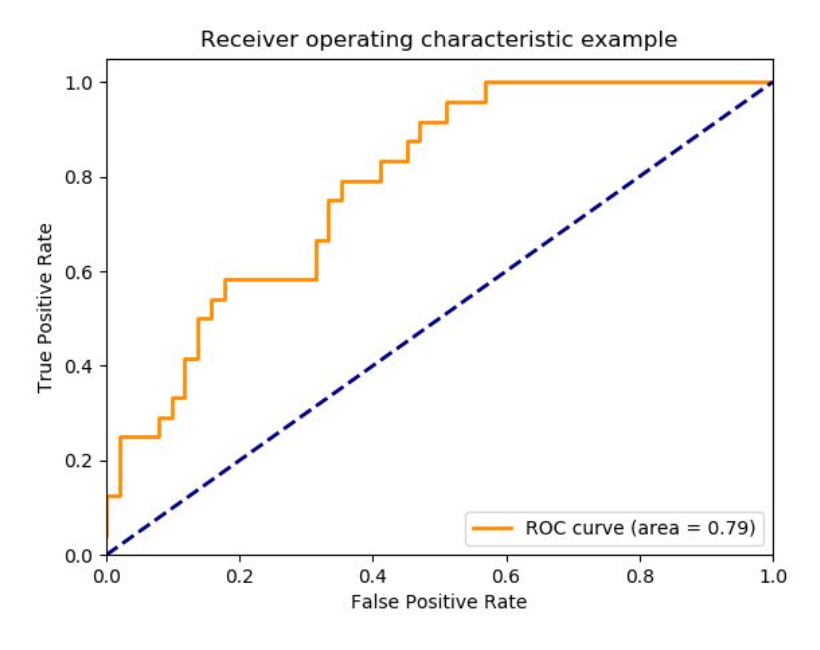 Receiver operating characteristic example
True Positive Rate
1.0
0.8
0.6
0.4
0.2
0.0
ROC curve (area = 0.79)
0.0 0.2 0.4 0.6 0.8 1.0
False Positive Rate